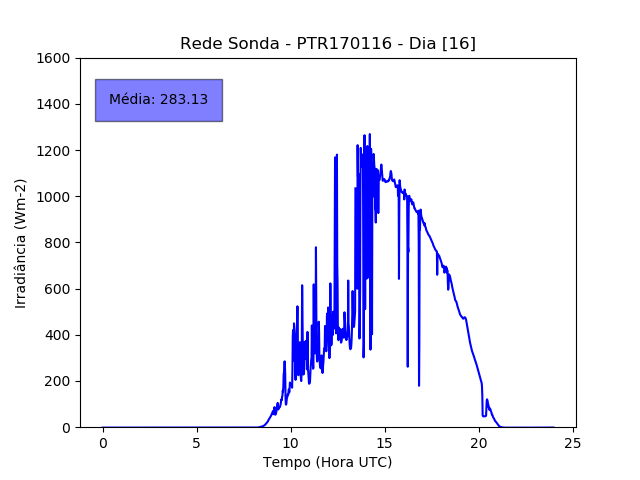 Rede Sonda - PTR170116 - Dia [16]
Irradiância (Wm-2)
1600
1400
1200
1000
800
600
400
200
0
Média: 283.13
0 5 10 15 20 25
Tempo (Hora UTC)